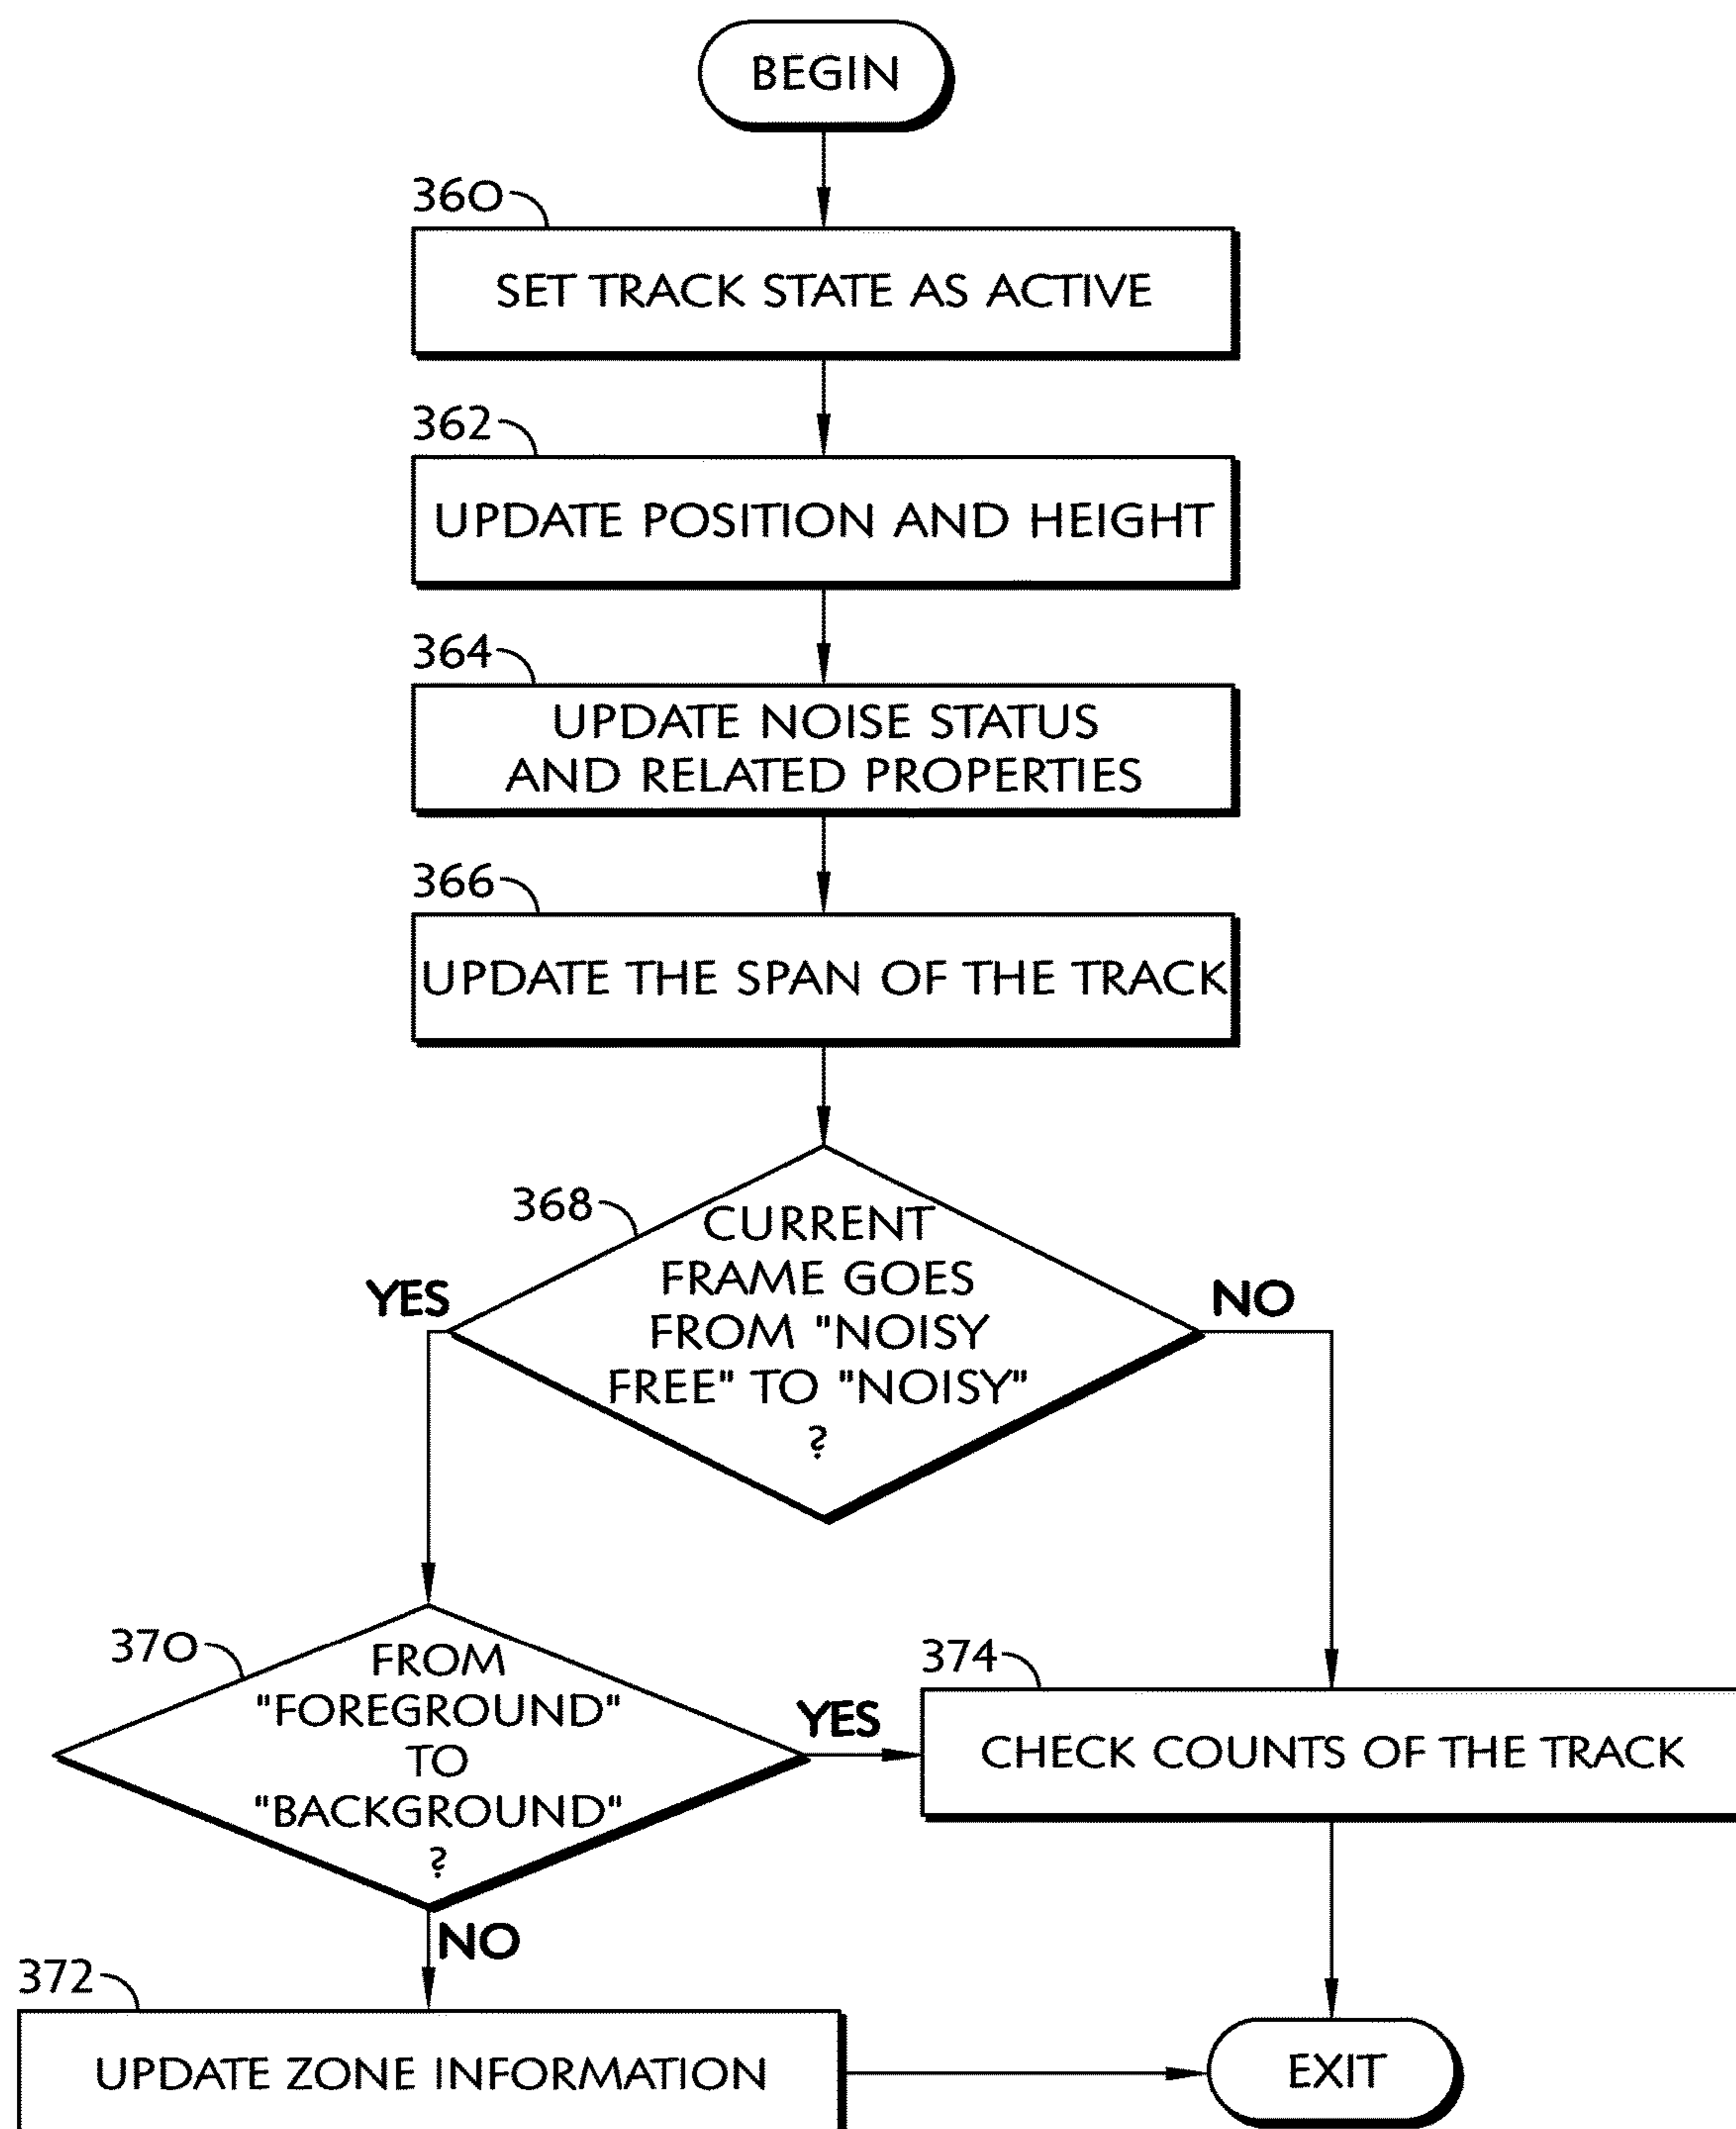 BEGIN
360
SET TRACK STATE AS ACTIVE
362
UPDATE POSITION AND HEIGHT
364
UPDATE NOISE STATUS
AND RELATED PROPERTIES
366
UPDATE THE SPAN OF THE TRACK
368
CURRENT
FRAME GOES
FROM "NOISY
FREE" TO "NOISY"
?
YES
NO
370
FROM
"FOREGROUND"
TO
"BACKGROUND"
?
YES
NO
374
CHECK COUNTS OF THE TRACK
372
UPDATE ZONE INFORMATION
EXIT